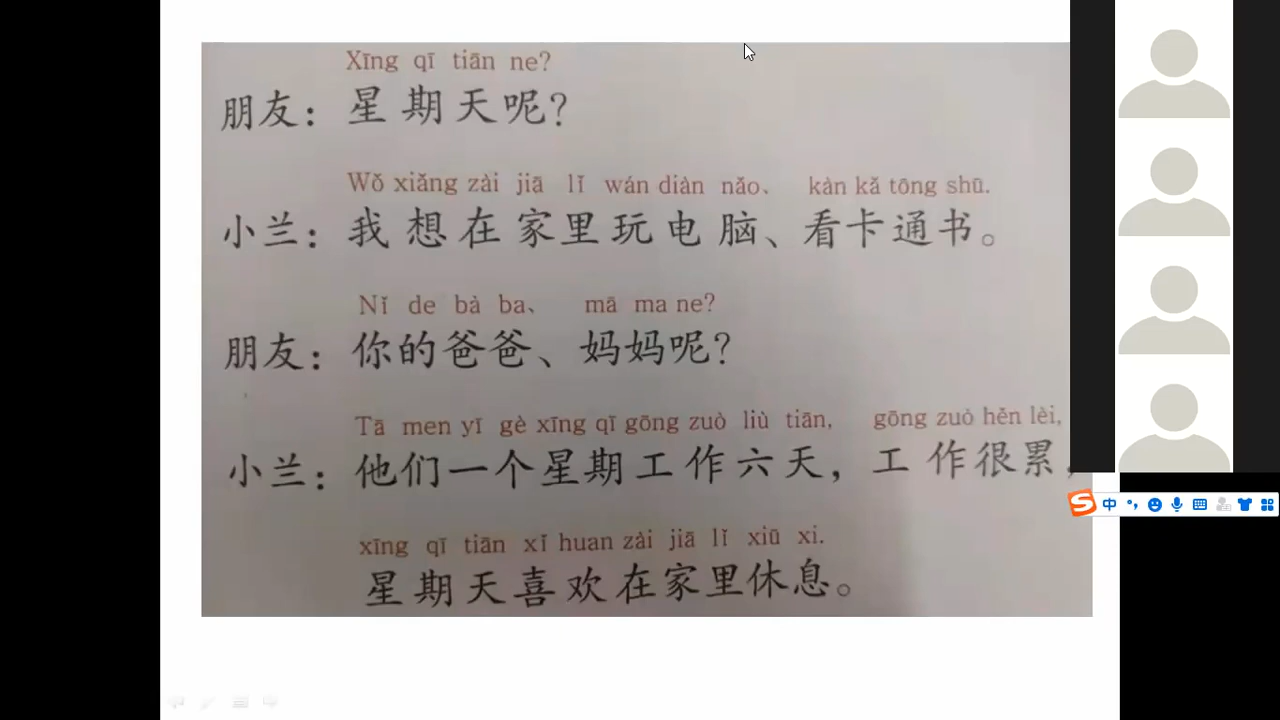 Xīng qī tiān ne?
朋友：星期天呢？
Wǒ xiǎng zài jiā lǐ wán diàn nǎo、 kàn kǎ tōng shū.
小兰：我想在家里玩电脑、看卡通书。
Nǐ de bà ba、 mā ma ne?
朋友：你的爸爸、妈妈呢？
Tā men yī gè xīng qī gōng zuò liù tiān, gōng zuò hěn lèi,
小兰：他们一个星期工作六天，工作很累，
xīng qī tiān xǐ huan zài jiā lǐ xiū xi.
星期天喜欢在家里休息。
中